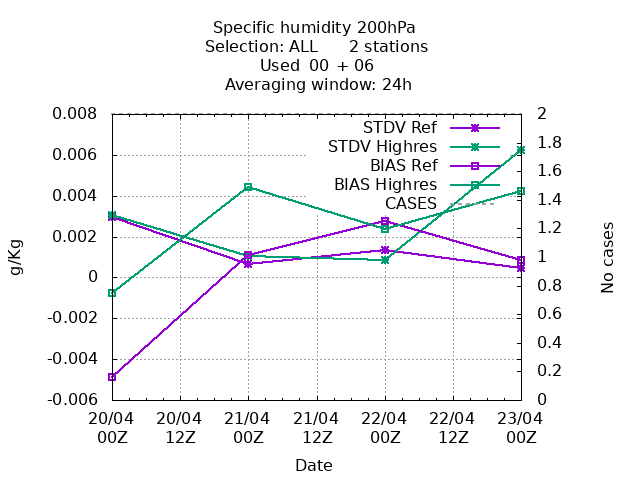 Specific humidity 200hPa
Selection: ALL 2 stations
Used 00 + 06
Averaging window: 24h
STDV Ref
STDV Highres
BIAS Ref
BIAS Highres
CASES
g/Kg
0.008
0.006
0.004
0.002
0
-0.002
-0.004
-0.006
No cases
2
1.8
1.6
1.4
1.2
1
0.8
0.6
0.4
0.2
0
20/04 20/04 21/04 21/04 22/04 22/04 23/04
00Z 12Z 00Z 12Z 00Z 12Z 00Z
Date